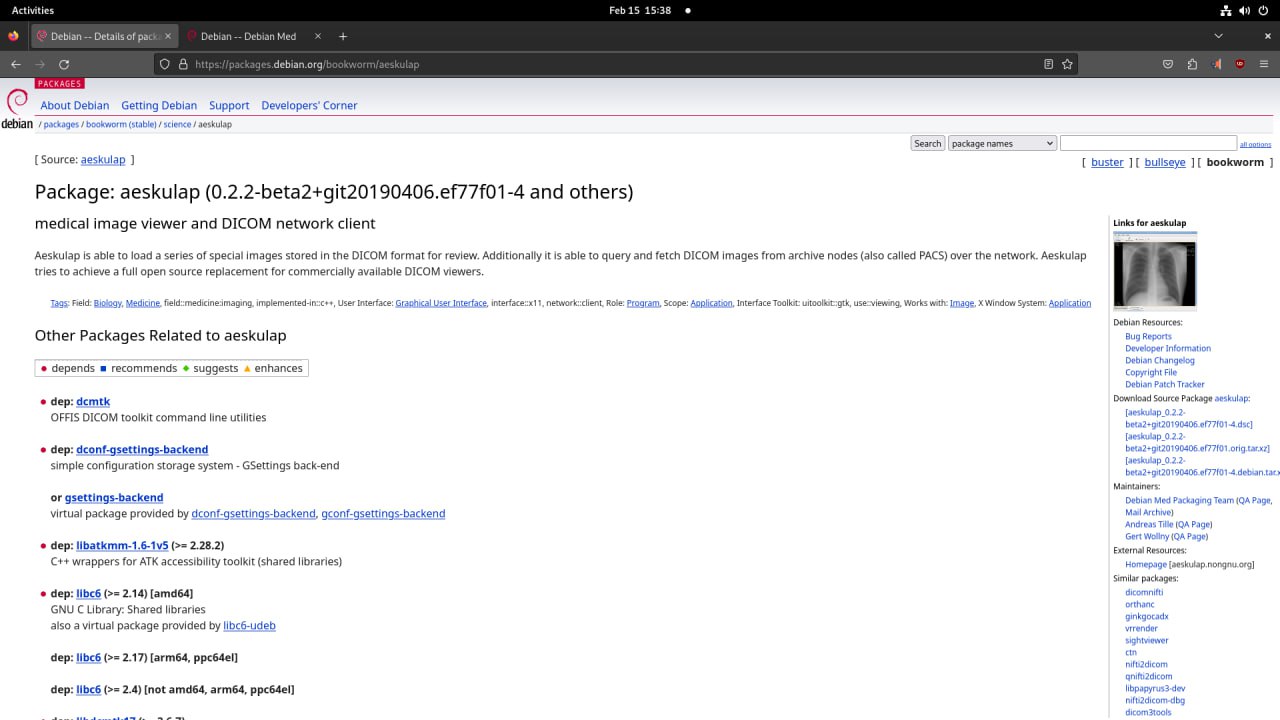 Activities
Feb 15 15:38
Debian -- Details of packa
Debian -- Debian Med
https://packages.debian.org/bookworm/aeskulap
PACKAGES
About Debian Getting Debian Support Developers' Corner
debian
/ packages / bookworm (stable) / science / aeskulap
Search package names all options
[ Source: aeskulap ]
[ buster ] [ bullseye ] [ bookworm ]
Package: aeskulap (0.2.2-beta2+git20190406.ef77f01-4 and others)
medical image viewer and DICOM network client
Aeskulap is able to load a series of special images stored in the DICOM format for review. Additionally it is able to query and fetch DICOM images from archive nodes (also called PACS) over the network. Aeskulap
tries to achieve a full open source replacement for commercially available DICOM viewers.
Tags: Field: Biology, Medicine, field::medicine:imaging, implemented-in::c++, User Interface: Graphical User Interface, interface::x11, network::client, Role: Program, Scope: Application, Interface Toolkit: uitoolkit::gtk, use::viewing, Works with: Image, X Window System: Application
Other Packages Related to aeskulap
depends recommends suggests enhances
dep: dcmtk
OFFIS DICOM toolkit command line utilities
dep: dconf-gsettings-backend
simple configuration storage system - GSettings back-end
or gsettings-backend
virtual package provided by dconf-gsettings-backend, gconf-gsettings-backend
dep: libatkmm-1.6-1v5 (>= 2.28.2)
C++ wrappers for ATK accessibility toolkit (shared libraries)
dep: libc6 (>= 2.14) [amd64]
GNU C Library: Shared libraries
also a virtual package provided by libc6-udeb
dep: libc6 (>= 2.17) [arm64, ppc64el]
dep: libc6 (>= 2.4) [not amd64, arm64, ppc64el]
dep: libdcmtk17 (>= 3.6.7)
Links for aeskulap
Debian Resources:
Bug Reports
Developer Information
Debian Changelog
Copyright File
Debian Patch Tracker
Download Source Package aeskulap:
[aeskulap_0.2.2-
beta2+git20190406.ef77f01-4.dsc]
[aeskulap_0.2.2-
beta2+git20190406.ef77f01.orig.tar.xz]
[aeskulap_0.2.2-
beta2+git20190406.ef77f01-4.debian.tar.x
Maintainers:
Debian Med Packaging Team (QA Page,
Mail Archive)
Andreas Tille (QA Page)
Gert Wollny (QA Page)
External Resources:
Homepage [aeskulap.nongnu.org]
Similar packages:
dicomnifti
orthanc
ginkgocadx
vrrender
sightviewer
ctn
nifti2dicom
qnifti2dicom
libpapyrus3-dev
nifti2dicom-dbg
dicom3tools